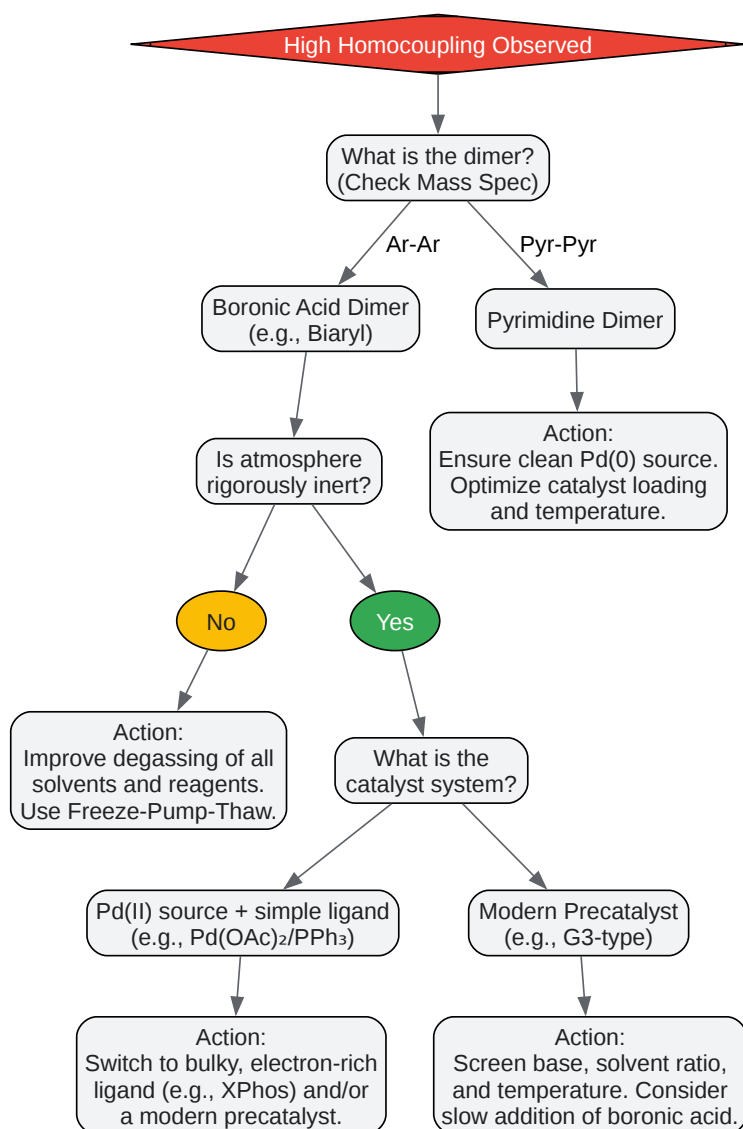 High Homocoupling Observed
What is the dimer?
(Check Mass Spec)
Ar-Ar
Pyr-Pyr
Boronic Acid Dimer
(e.g., Biaryl)
Pyrimidine Dimer
Is atmosphere
rigorously inert?
Action:
Ensure clean Pd(0) source.
Optimize catalyst loading
and temperature.
No
Yes
Action:
Improve degassing of all
solvents and reagents.
Use Freeze-Pump-Thaw.
What is the
catalyst system?
Pd(II) source + simple ligand
(e.g., Pd(OAc)₂/PPh₃)
Modern Precatalyst
(e.g., G3-type)
Action:
Switch to bulky, electron-rich
ligand (e.g., XPhos) and/or
a modern precatalyst.
Action:
Screen base, solvent ratio,
and temperature. Consider
slow addition of boronic acid.